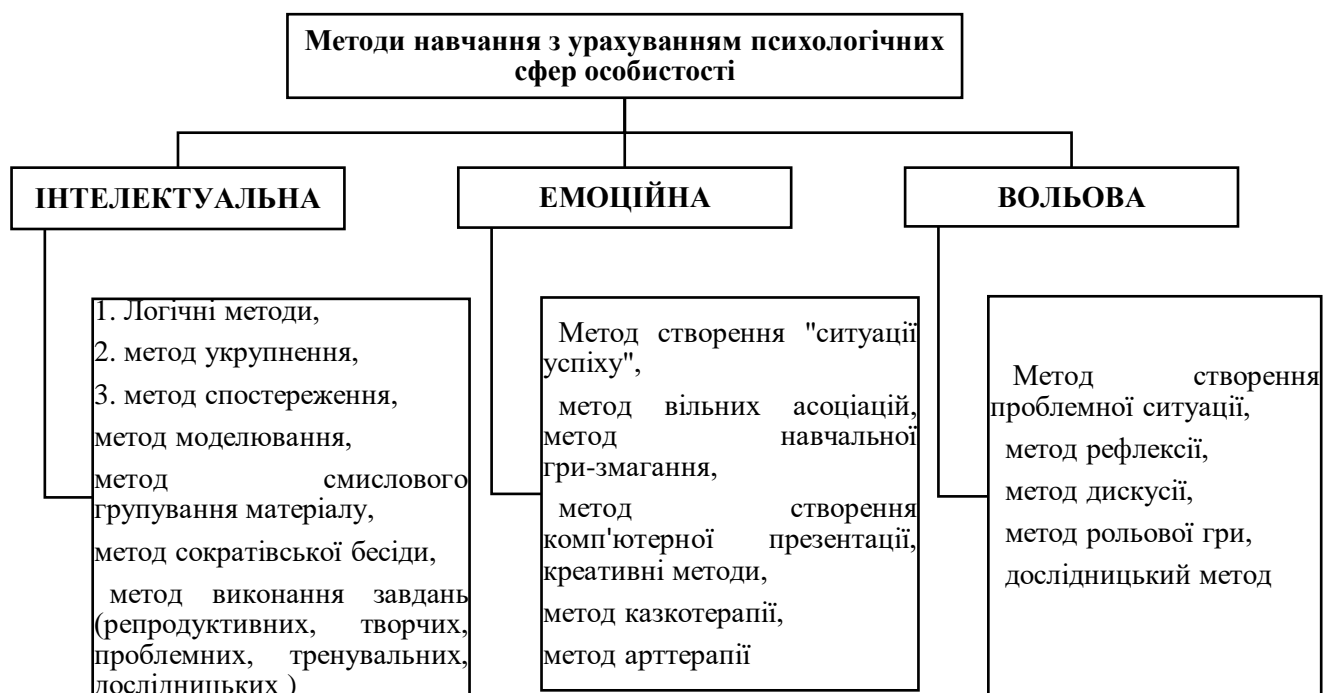 Методи навчання з урахуванням психологічних
сфер особистості
ІНТЕЛЕКТУАЛЬНА
ЕМОЦІЙНА
ВОЛЬОВА
1. Логічні методи,
2. метод укрупнення,
3. метод спостереження,
метод моделювання,
метод смислового
групування матеріалу,
метод сократівської бесіди,
метод виконання завдань
(репродуктивних, творчих,
проблемних, тренувальних,
дослідницьких )
Метод створення "ситуації
успіху",
метод вільних асоціацій,
метод навчальної
гри-змагання,
метод створення
комп'ютерної презентації,
креативні методи,
метод казкотерапії,
метод арттерапії
Метод створення
проблемної ситуації,
метод рефлексії,
метод дискусії,
метод рольової гри,
дослідницький метод